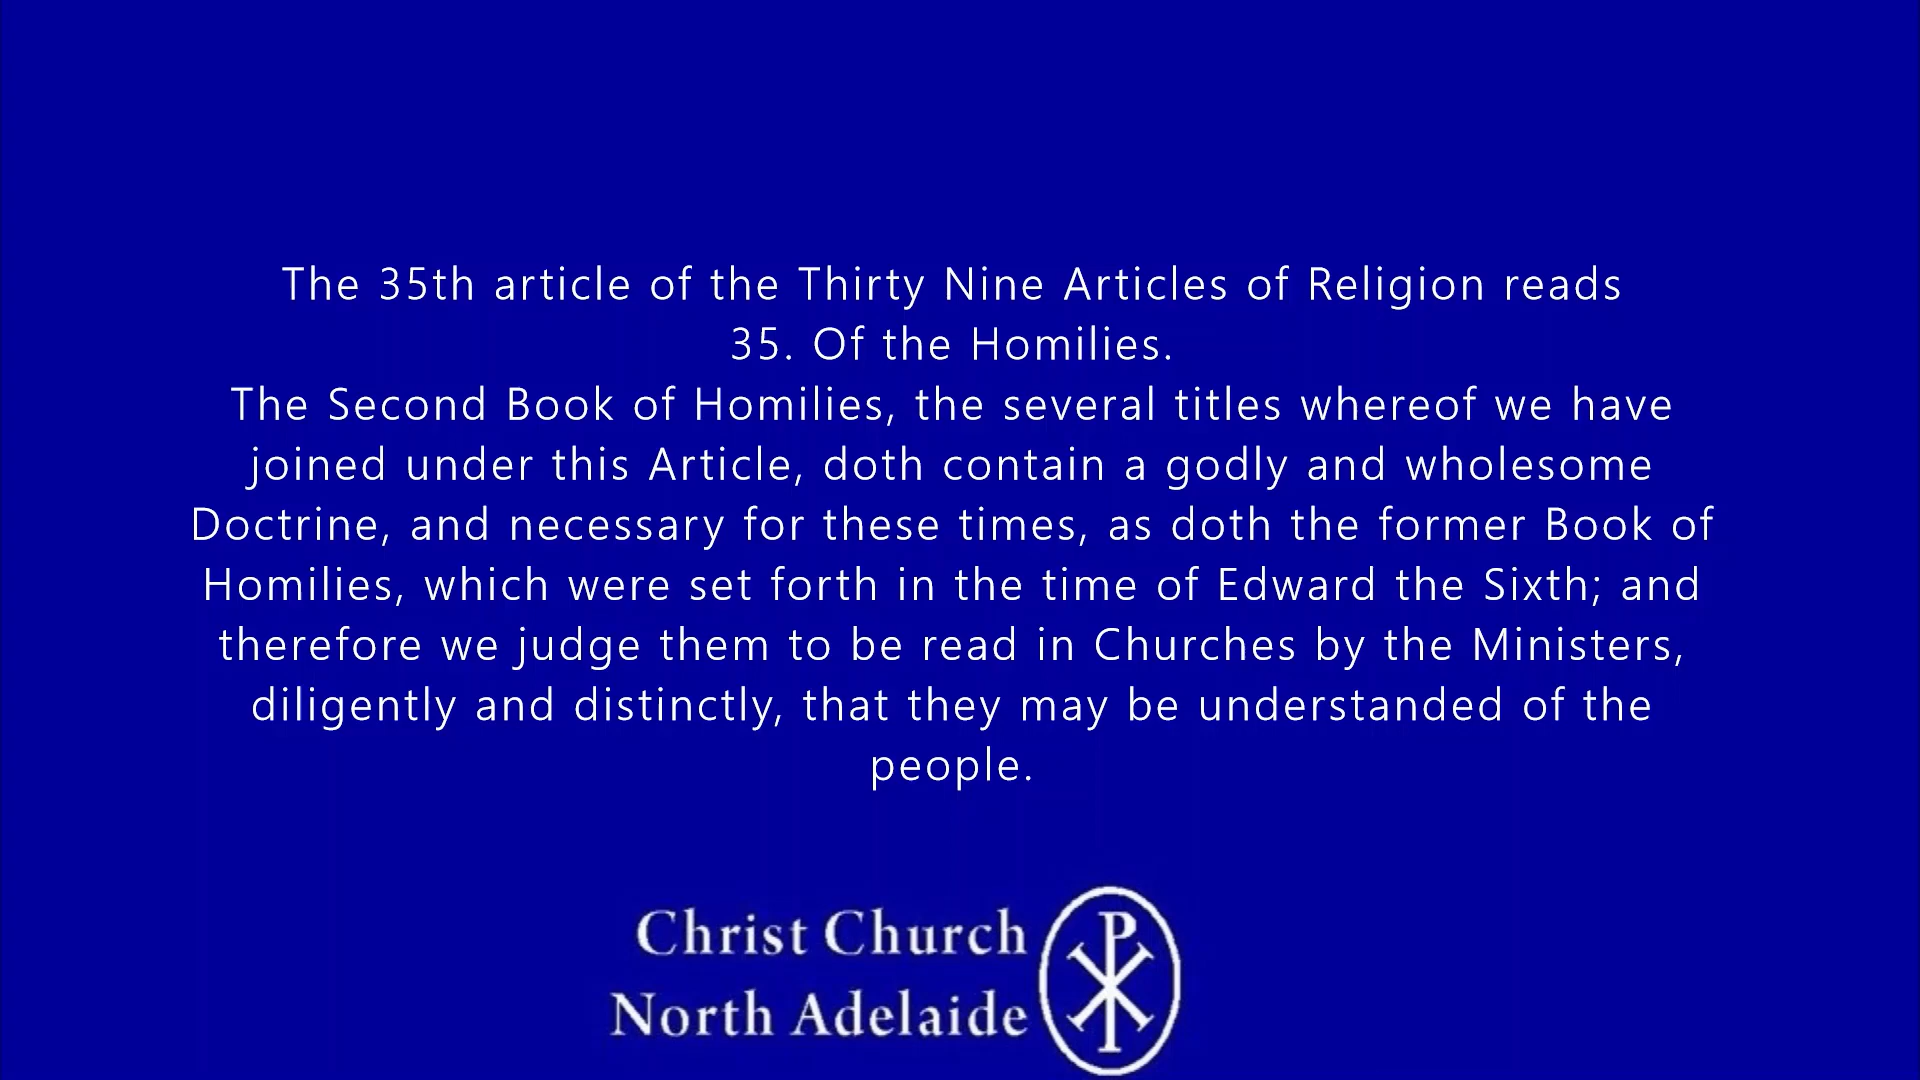 The 35th article of the Thirty Nine Articles of Religion reads
35. Of the Homilies.
The Second Book of Homilies, the several titles whereof we have
joined under this Article, doth contain a godly and wholesome
Doctrine, and necessary for these times, as doth the former Book of
Homilies, which were set forth in the time of Edward the Sixth; and
therefore we judge them to be read in Churches by the Ministers,
diligently and distinctly, that they may be understanded of the
people.
Christ Church
North Adelaide